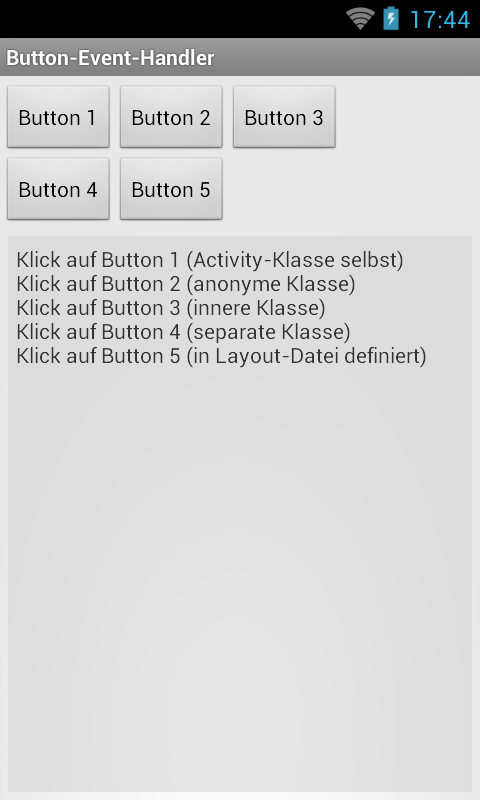 17:44
Button-Event-Handler
Button 1 Button 2 Button 3
Button 4 Button 5
Klick auf Button 1 (Activity-Klasse selbst)
Klick auf Button 2 (anonyme Klasse)
Klick auf Button 3 (innere Klasse)
Klick auf Button 4 (separate Klasse)
Klick auf Button 5 (in Layout-Datei definiert)